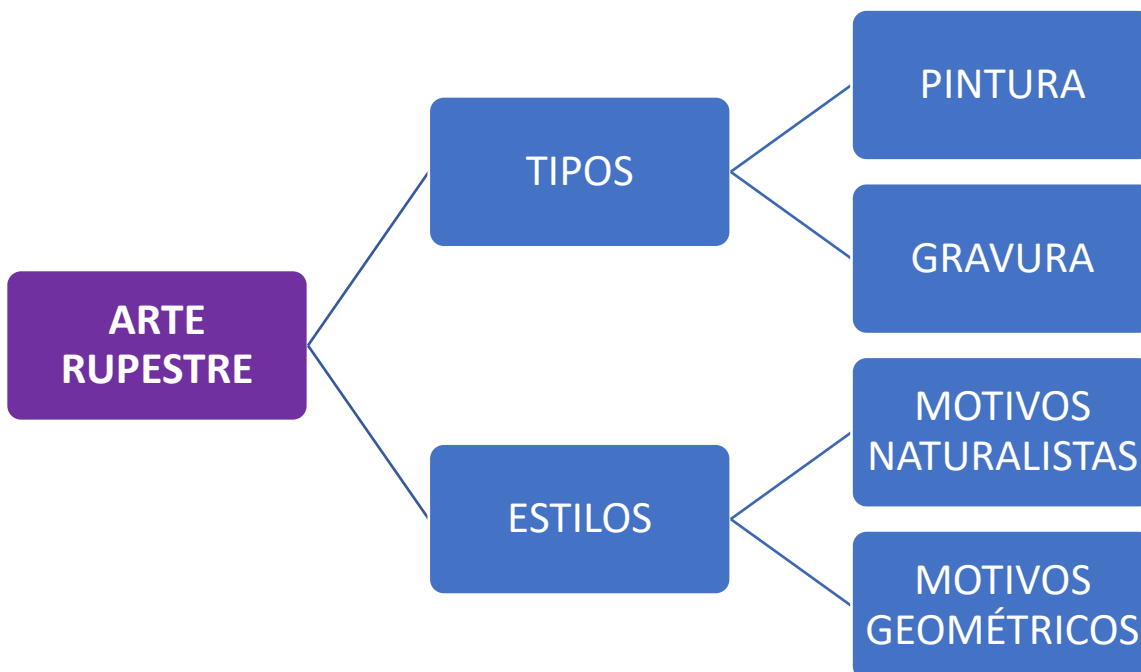 ARTE
RUPESTRE
TIPOS
PINTURA
GRAVURA
ESTILOS
MOTIVOS
NATURALISTAS
MOTIVOS
GEOMÉTRICOS